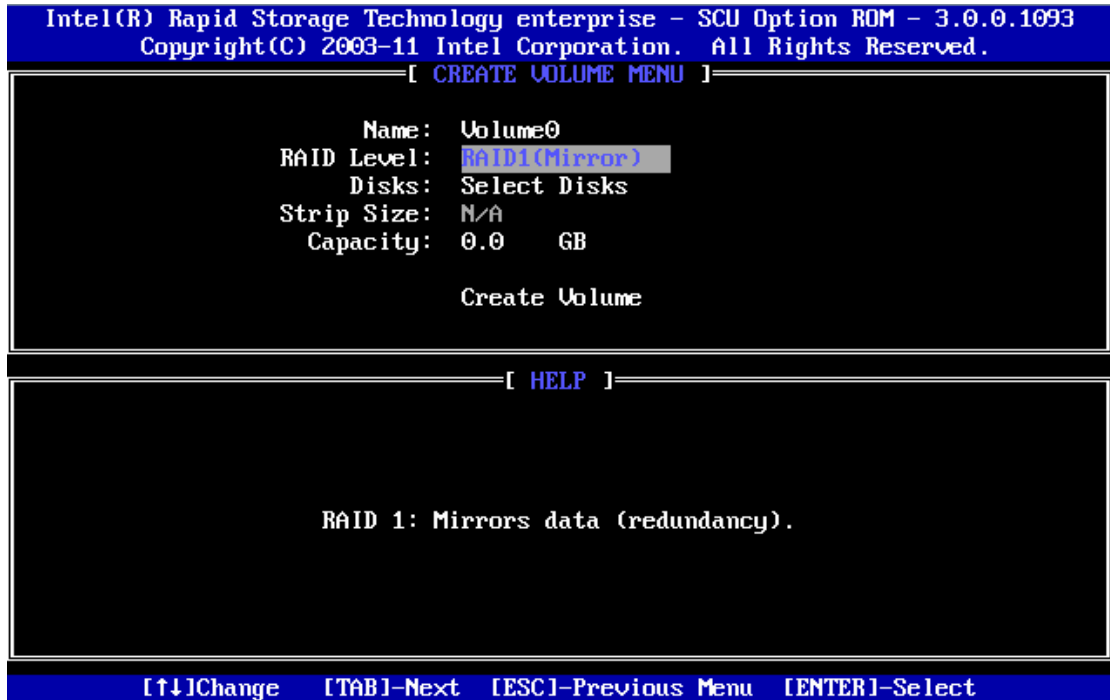 Intel(R) Rapid Storage Technology enterprise - SCU Option ROM - 3.0.0.1093
Copyright(C) 2003-11 Intel Corporation. All Rights Reserved.
[ CREATE VOLUME MENU ]
Name: Volume0
RAID Level: RAID1(Mirror)
Disks: Select Disks
Strip Size: N/A
Capacity: 0.0 GB
Create Volume
[ HELP ]
RAID 1: Mirrors data (redundancy).
[↑↓]Change [TAB]-Next [ESC]-Previous Menu [ENTER]-Select